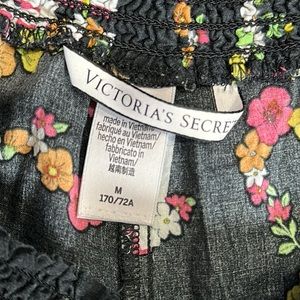 VICTORIA'S SECRE
made in Vietnam/
fabriqué au Vietnam/
hecho en Vietnam/
fabbricato in
Vietnam/
越南制造
M
170/72A